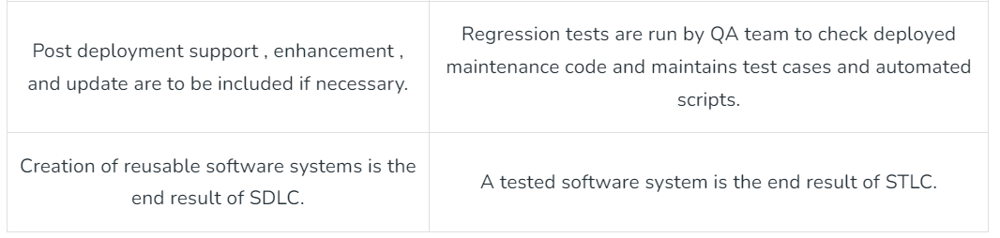 Post deployment support , enhancement ,
and update are to be included if necessary.
Regression tests are run by QA team to check deployed
maintenance code and maintains test cases and automated
scripts.
Creation of reusable software systems is the
end result of SDLC.
A tested software system is the end result of STLC.